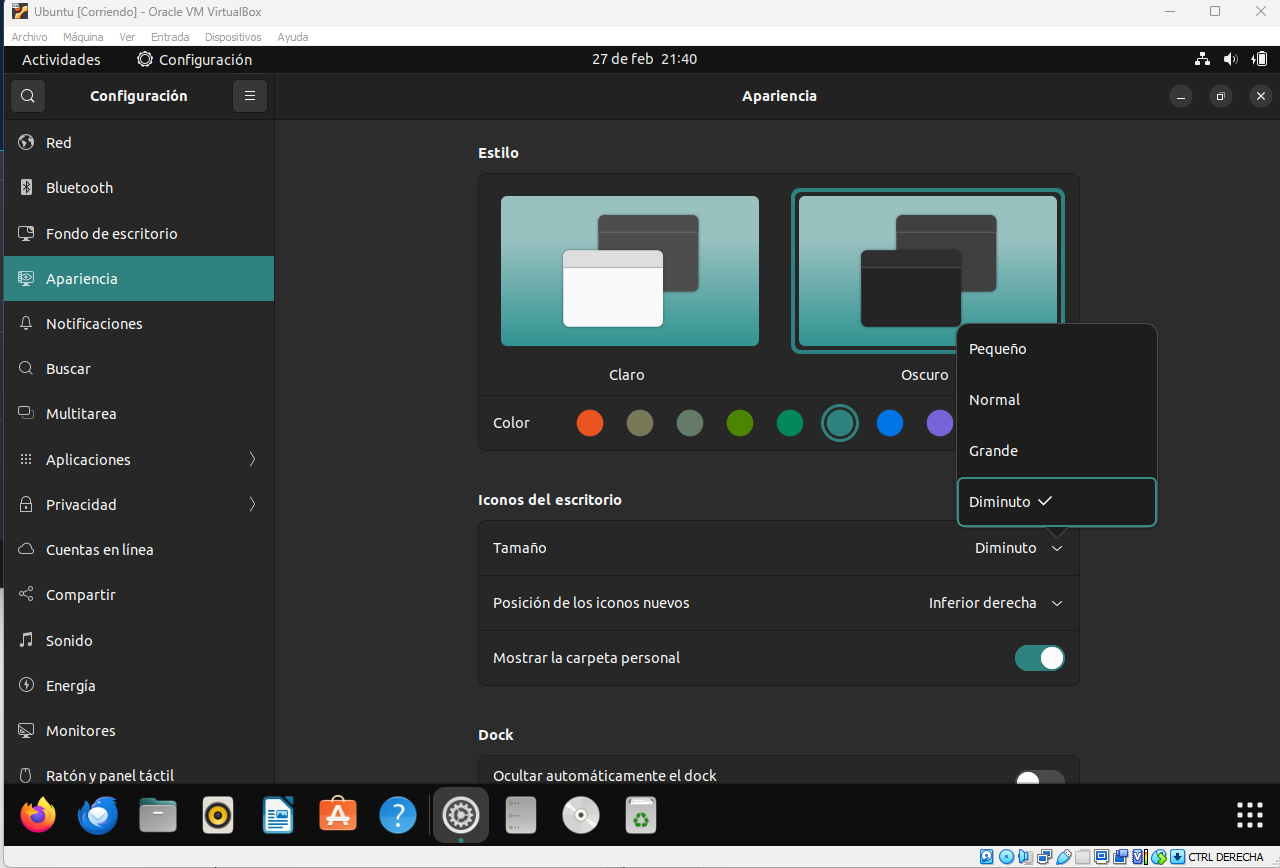 Ubuntu [Corriendo] - Oracle VM VirtualBox
Archivo Máquina Ver Entrada Dispositivos Ayuda
Actividades Configuración 27 de feb 21:40
Configuración Apariencia
Red
Bluetooth
Fondo de escritorio
Apariencia
Notificaciones
Buscar
Multitarea
Aplicaciones
Privacidad
Cuentas en línea
Compartir
Sonido
Energía
Monitores
Ratón y panel táctil
Estilo
Claro Oscuro
Color
Pequeño
Normal
Grande
Diminuto
Iconos del escritorio
Tamaño Diminuto
Posición de los iconos nuevos Inferior derecha
Mostrar la carpeta personal
Dock
Ocultar automáticamente el dock
CTRL DERECHA